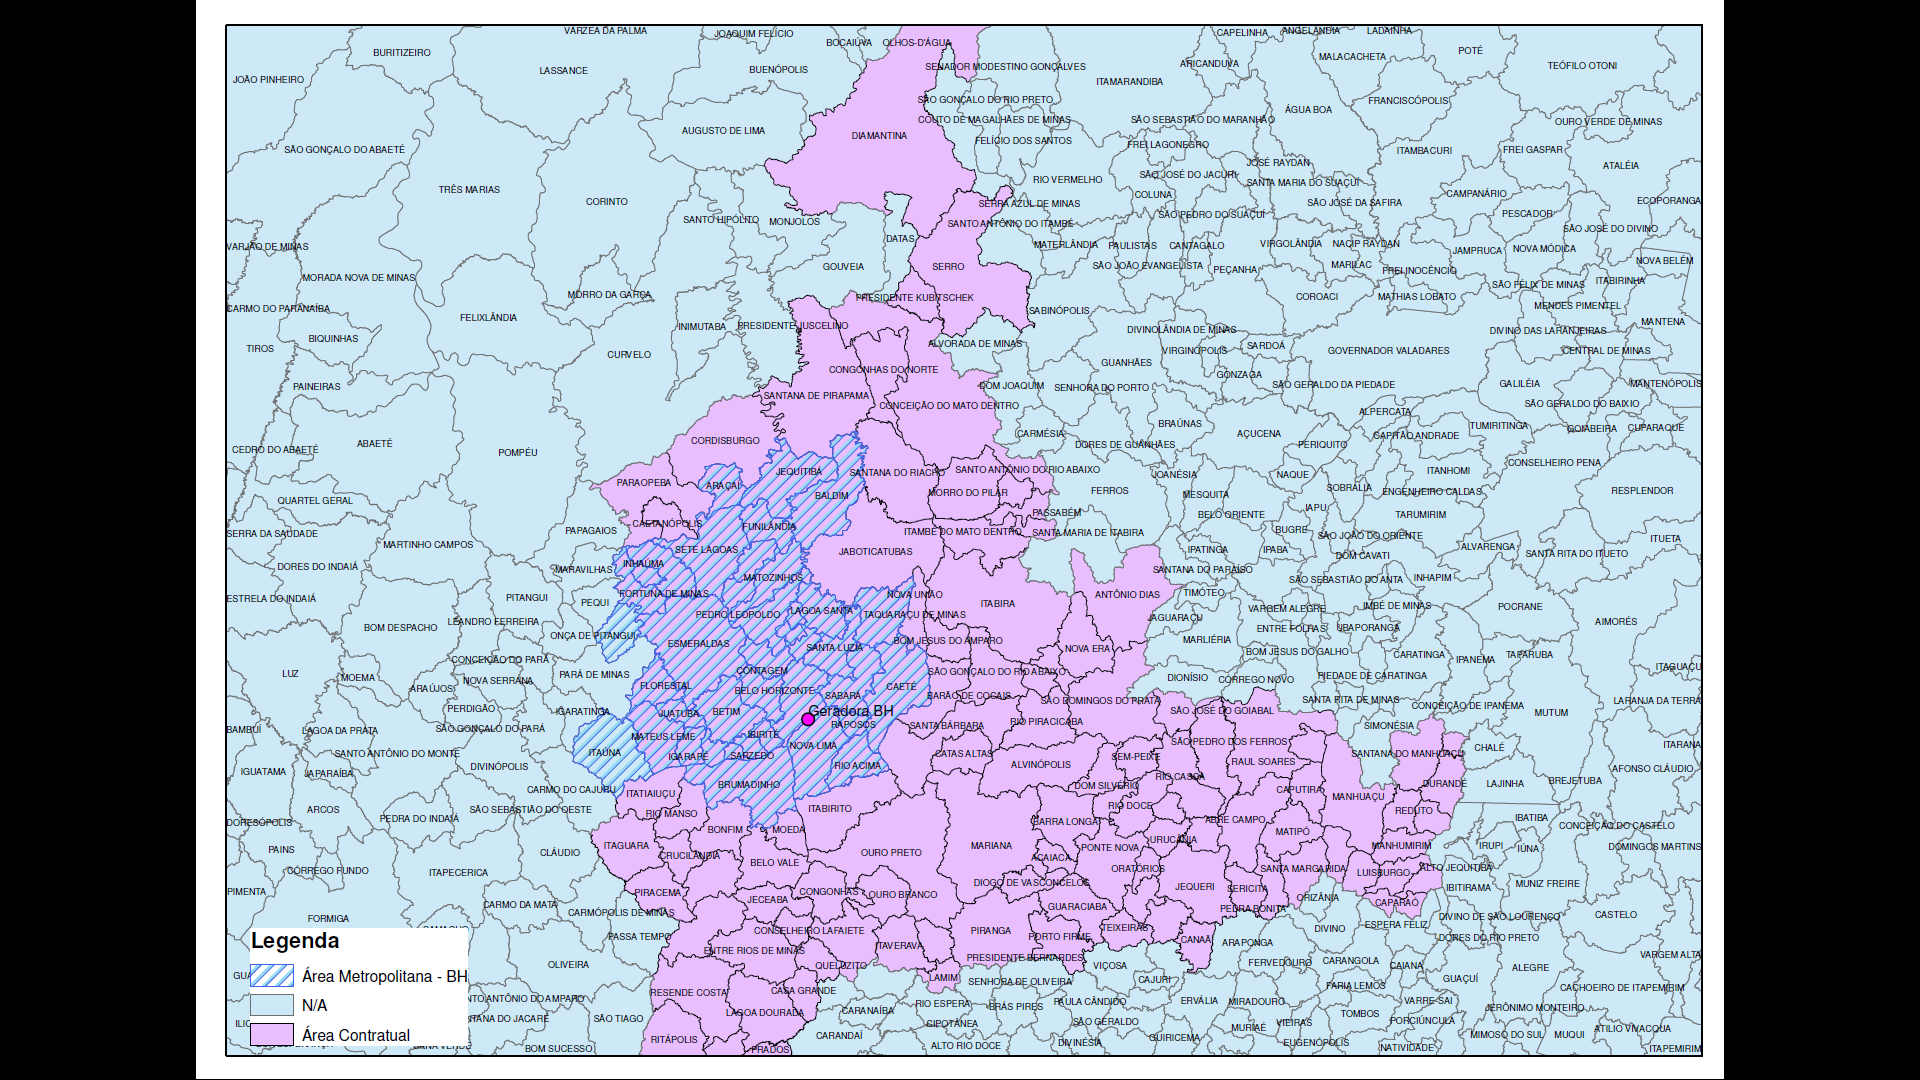 VARZEA DA PALMA
JOAQUIM FELÍCIO
BOCAIÚVA
OLHOS-D'ÁGUA
CAPELINHA
ANGELANDIA
LADAINHA
BURITIZEIRO
POTÉ
MALACACHETA
JOÃO PINHEIRO
LASSANCE
BUENÓPOLIS
SENADOR MODESTINO GONÇALVES
ITAMARANDIBA
ARICANDUVA
TEÓFILO OTONI
SÃO GONÇALO DO RIO PRETO
ÁGUA BOA
FRANCISCÓPOLIS
AUGUSTO DE LIMA
DIAMANTINA
COUTO DE MAGALHÃES DE MINAS
SÃO SEBASTIÃO DO MARANHÃO
OURO VERDE DE MINAS
SÃO GONÇALO DO ABAETÉ
FELÍCIO DOS SANTOS
FREI LAGONEGRO
ITAMBACURI
FREI GASPAR
JOSÉ RAYDAN
ATALÉIA
TRÊS MARIAS
CORINTO
RIO VERMELHO
SÃO JOSÉ DO JACURI
SANTA MARIA DO SUAÇUÍ
COLUNA
CAMPANÁRIO
SERRA AZUL DE MINAS
SÃO JOSÉ DA SAFIRA
ECOPORANGA
SANTO HIPÓLITO
MONJOLOS
SANTO ANTÔNIO DO ITAMBÉ
SÃO PEDRO DO SUAÇUÍ
PESCADOR
SÃO JOSÉ DO DIVINO
VARJÃO DE MINAS
DATAS
MATERLÂNDIA
PAULISTAS
CANTAGALO
VIRGOLÂNDIA
NACIP RAYDAN
JAMPRUCA
NOVA MÓDICA
NOVA BELÉM
MORADA NOVA DE MINAS
GOUVEIA
SERRO
SÃO JOÃO EVANGELISTA
PEÇANHA
MARILAC
FREI INOCÊNCIO
SÃO FÉLIX DE MINAS
ITABIRINHA
CARMO DO PARANAÍBA
MORRO DA GARÇA
PRESIDENTE KUBITSCHEK
SABINÓPOLIS
COROACI
MATHIAS LOBATO
MENDES PIMENTEL
FELIXLÂNDIA
INIMUTABA
PRESIDENTE JUSCELINO
DIVINOLÂNDIA DE MINAS
DIVINO DAS LARANJEIRAS
MANTENA
BIQUINHAS
TIROS
CURVELO
ALVORADA DE MINAS
VIRGINÓPOLIS
SARDOÁ
GOVERNADOR VALADARES
CENTRAL DE MINAS
GUANHÃES
CONGONHAS DO NORTE
GONZAGA
PAINEIRAS
DOM JOAQUIM
SENHORA DO PORTO
SÃO GERALDO DA PIEDADE
GALILÉIA
MANTENÓPOLIS
SANTANA DE PIRAPAMA
CONCEIÇÃO DO MATO DENTRO
ALPERCATA
SÃO GERALDO DO BAIXIO
CEDRO DO ABAETÉ
ABAETÉ
POMPÉU
CORDISBURGO
CARMÉSIA
DORES DE GUANHÃES
BRAÚNAS
AÇUCENA
PERIQUITO
CAPITÃO ANDRADE
TUMIRITINGA
GOIABEIRA
CUPARAQUE
PARAOPEBA
ARAÇAÍ
JEQUITIBÁ
BALDIM
SANTANA DO RIACHO
SANTO ANTÔNIO DO RIO ABAIXO
JOANÉSIA
NAQUE
ITANHOMI
CONSELHEIRO PENA
QUARTEL GERAL
MORRO DO PILAR
FERROS
MESQUITA
SOBRÁLIA
ENGENHEIRO CALDAS
RESPLENDOR
CAETANÓPOLIS
FUNILÂNDIA
PASSABÉM
BELO ORIENTE
IAPU
TARUMIRIM
SERRA DA SAUDADE
PAPAGAIOS
ITAMBÉ DO MATO DENTRO
SANTA MARIA DE ITABIRA
BUGRE
SÃO JOÃO DO ORIENTE
ITUETA
MARTINHO CAMPOS
SETE LAGOAS
JABOTICATUBAS
IPATINGA
IPABA
DOM CAVATI
ALVARENGA
SANTA RITA DO ITUETO
DORES DO INDAIÁ
MARAVILHAS
INHAÚMA
MATOZINHOS
SANTANA DO PARAÍSO
SÃO SEBASTIÃO DO ANTA
INHAPIM
ESTRELA DO INDAIÁ
PITANGUI
PEQUI
FORTUNA DE MINAS
NOVA UNIÃO
ITABIRA
ANTÔNIO DIAS
TIMÓTEO
VARGEM ALEGRE
IMBÉ DE MINAS
POCRANE
BOM DESPACHO
LEANDRO FERREIRA
PEDRO LEOPOLDO
LAGOA SANTA
TAQUARAÇU DE MINAS
JAGUARAÇU
ENTRE FOLHAS
UBAPORANGA
AIMORÉS
ONÇA DE PITANGUI
ESMERALDAS
SANTA LUZIA
BOM JESUS DO AMPARO
NOVA ERA
MARLIÉRIA
BOM JESUS DO GALHO
CARATINGA
IPANEMA
TAPARUBA
LUZ
MOEMA
CONCEIÇÃO DO PARÁ
NOVA SERRANA
PARÁ DE MINAS
CONTAGEM
SÃO GONÇALO DO RIO ABAIXO
DIONÍSIO
CÓRREGO NOVO
PIEDADE DE CARATINGA
ITAGUAÇU
ARAÚJOS
FLORESTAL
BELO HORIZONTE
SABARÁ
CAETÉ
BARÃO DE COCAIS
SÃO DOMINGOS DO PRATA
SANTA RITA DE MINAS
CONCEIÇÃO DE IPANEMA
LARANJA DA TERRA
PERDIGÃO
IGARATINGA
JUATUBA
BETIM
Geradora BH
SÃO JOSÉ DO GOIABAL
MUTUM
BAMBUÍ
LAGOA DA PRATA
SÃO GONÇALO DO PARÁ
MATEUS LEME
IBIRITÉ
RAPOSOS
SANTA BÁRBARA
RIO PIRACICABA
SIMONÉSIA
SANTO ANTÔNIO DO MONTE
ITAÚNA
IGARAPÉ
SARZEDO
NOVA LIMA
CATAS ALTAS
SEM-PEIXE
SÃO PEDRO DOS FERROS
SANTANA DO MANHUAÇU
CHALÉ
ITARANA
IGUATAMA
JAPARAÍBA
DIVINÓPOLIS
RIO ACIMA
ALVINÓPOLIS
RIO CASCA
RAUL SOARES
AFONSO CLÁUDIO
CARMO DO CAJURU
ITATIAIUÇU
BRUMADINHO
DOM SILVÉRIO
CAPUTIRA
MANHUAÇU
DURANDÉ
LAJINHA
BREJETUBA
ARCOS
PEDRA DO INDAIÁ
SÃO SEBASTIÃO DO OESTE
RIO MANSO
ITABIRITO
RIO DOCE
REDUTO
DORESÓPOLIS
BONFIM
MOEDA
BARRA LONGA
ABRE CAMPO
MATIPÓ
IBATIBA
CONCEIÇÃO DO CASTELO
PAINS
CLÁUDIO
ITAGUARA
CRUCILÂNDIA
BELO VALE
OURO PRETO
MARIANA
ACAIACA
PONTE NOVA
URUCÂNIA
MANHUMIRIM
IRUPI
IÚNA
DOMINGOS MARTINS
CÓRREGO FUNDO
ITAPECERICA
ORATÓRIOS
SANTA MARGARIDA
LUISBURGO
ALTO JEQUITIBÁ
PIMENTA
PIRACEMA
JECEABA
CONGONHAS
OURO BRANCO
DIOGO DE VASCONCELOS
JEQUERI
SERICITA
IBITIRAMA
MUNIZ FREIRE
CARMO DA MATA
CARMÓPOLIS DE MINAS
GUARACIABA
PEDRA BONITA
ORIZÂNIA
CAPARAÓ
FORMIGA
DIVINO DE SÃO LOURENÇO
CASTELO
PASSA TEMPO
CONSELHEIRO LAFAIETE
PIRANGA
PORTO FIRME
TEIXEIRAS
CANAÃ
ARAPONGA
DIVINO
ESPERA FELIZ
DORES DO RIO PRETO
Legenda
ENTRE RIOS DE MINAS
ITAVERAVA
PRESIDENTE BERNARDES
VARGEM ALTA
OLIVEIRA
QUELUZITO
VIÇOSA
FERVEDOURO
CARANGOLA
CAIANA
ALEGRE
Área Metropolitana - BH
LAMIM
SENHORA DE OLIVEIRA
CAJURI
FARIA LEMOS
GUAÇUÍ
CACHOEIRO DE ITAPEMIRIM
RESENDE COSTA
CASA GRANDE
N/A
NTO ANTÔNIO DO AMPARO
RIO ESPERA
BRÁS PIRES
PAULA CÂNDIDO
ERVÁLIA
MIRADOURO
VARRE-SAI
JERÔNIMO MONTEIRO
NTANA DO JACARÉ
SÃO TIAGO
LAGOA DOURADA
CARANAÍBA
CIPOTÂNEA
SÃO GERALDO
MURIAÉ
VIEIRAS
TOMBOS
PORCIÚNCULA
ATILIO VIVACQUA
Área Contratual
RITÁPOLIS
CARANDAÍ
ALTO RIO DOCE
DIVINÉSIA
GUIRICEMA
EUGENÓPOLIS
NATIVIDADE
MIMOSO DO SUL
MUQUI
BOM SUCESSO
PRADOS
ITAPEMIRIM